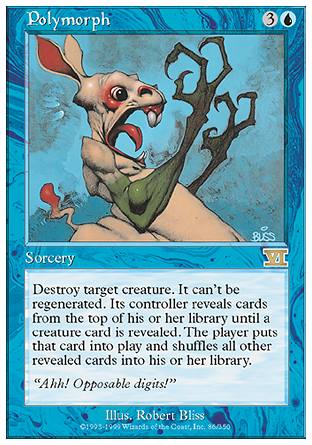 Polymorph 3
BLISS
Sorcery VI
Destroy target creature. It can't be
regenerated. Its controller reveals cards
from the top of his or her library until a
creature card is revealed. The player puts
that card into play and shuffles all other
revealed cards into his or her library.
“Ahh! Opposable digits!”
Illus. Robert Bliss
©1993-1999 Wizards of the Coast, Inc. 86/350